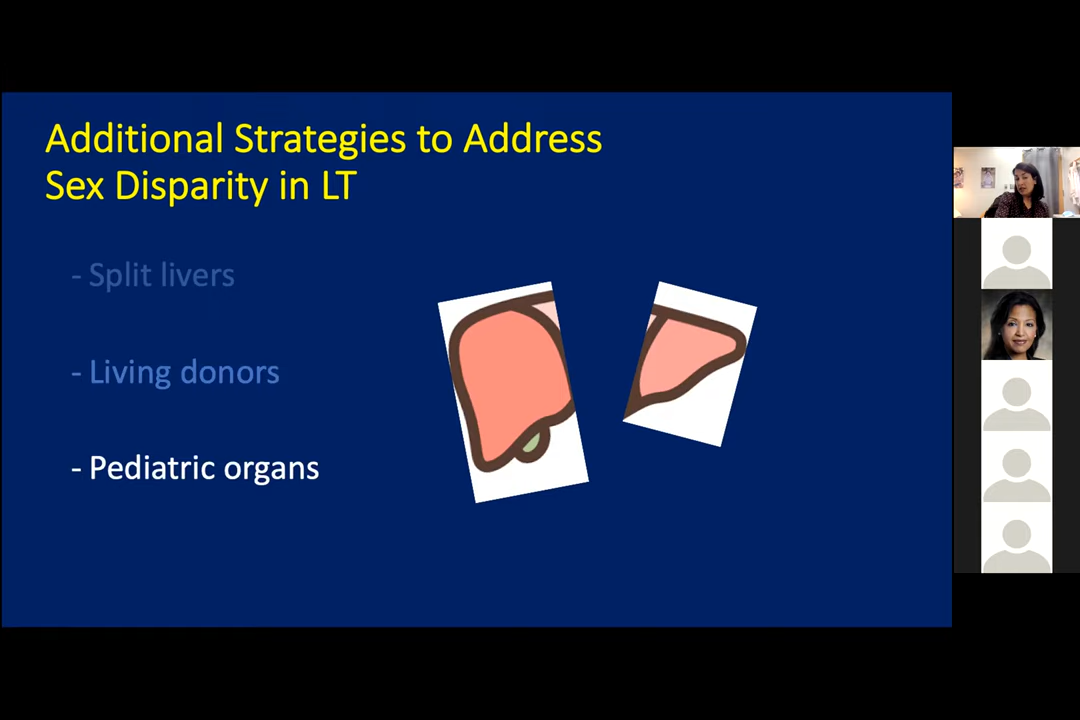 Additional Strategies to Address
Sex Disparity in LT
- Split livers
- Living donors
- Pediatric organs